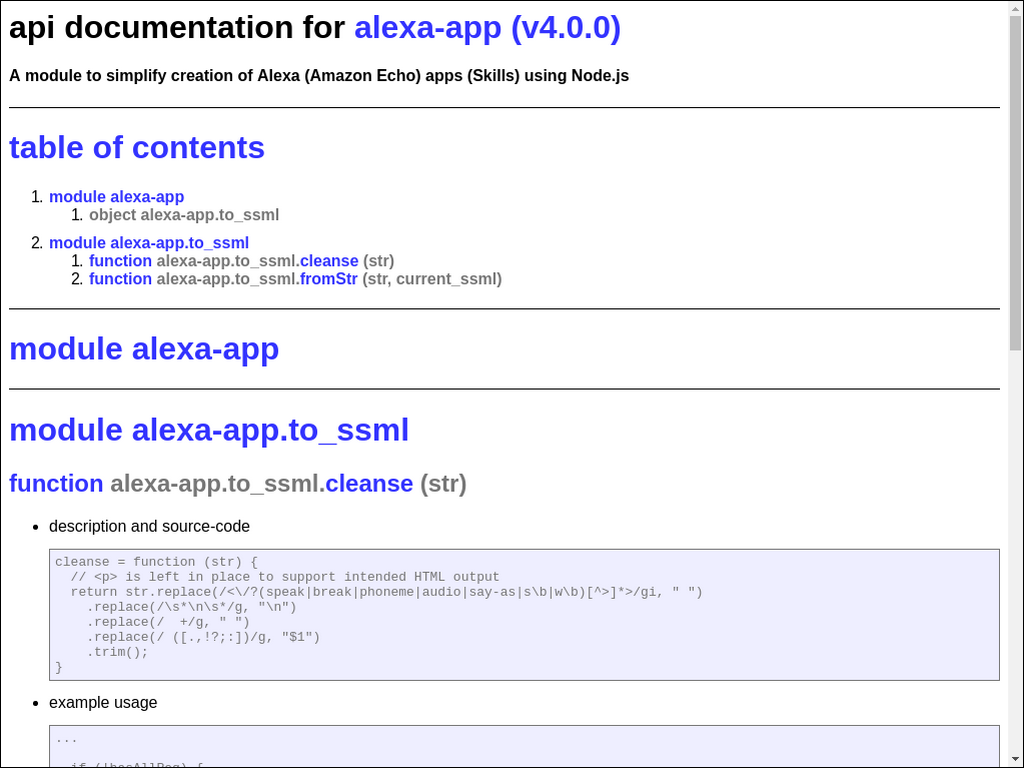 api documentation for alexa-app (v4.0.0)
A module to simplify creation of Alexa (Amazon Echo) apps (Skills) using Node.js
table of contents
1. module alexa-app
1. object alexa-app.to_ssml
2. module alexa-app.to_ssml
1. function alexa-app.to_ssml.cleanse (str)
2. function alexa-app.to_ssml.fromStr (str, current_ssml)
module alexa-app
module alexa-app.to_ssml
function alexa-app.to_ssml.cleanse (str)
• description and source-code
cleanse = function (str) {
  // <p> is left in place to support intended HTML output
  return str.replace(/<\/?(speak|break|phoneme|audio|say-as|s\b|w\b)[^>]*>/gi, " ")
    .replace(/\s*\n\s*/g, "\n")
    .replace(/  +/g, " ")
    .replace(/ ([.,!?;:])/g, "$1")
    .trim();
}
• example usage
...
  if (!hasAllReq) {